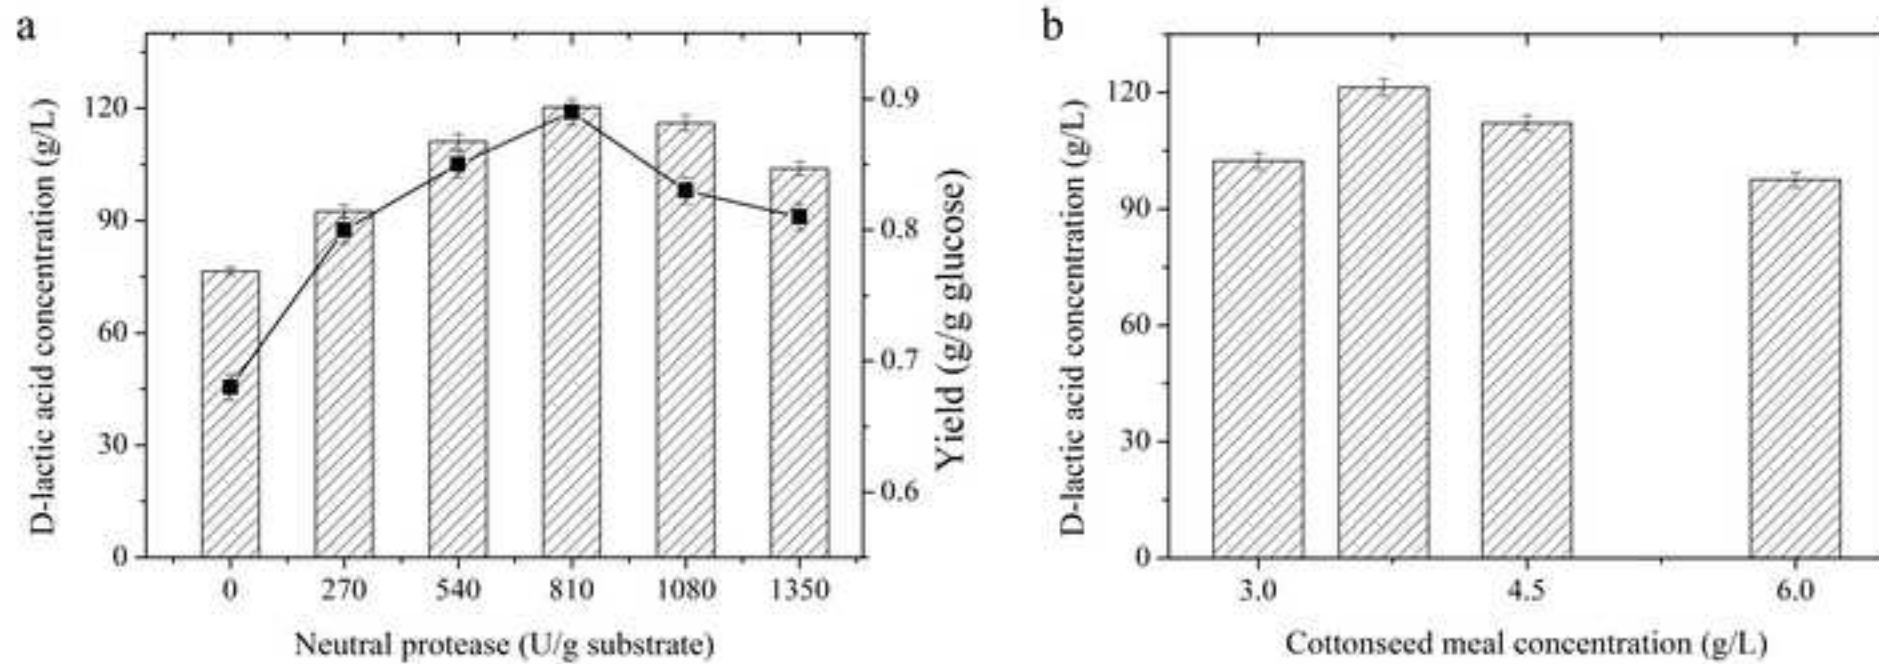 a
D-lactic acid concentration (g/L)
120
90
60
30
0
0 270 540 810 1080 1350
Neutral protease (U/g substrate)
0.9
0.8
0.7
0.6
Yield (g/g glucose)
b
D-lactic acid concentration (g/L)
120
90
60
30
0
3.0 4.5 6.0
Cottonseed meal concentration (g/L)